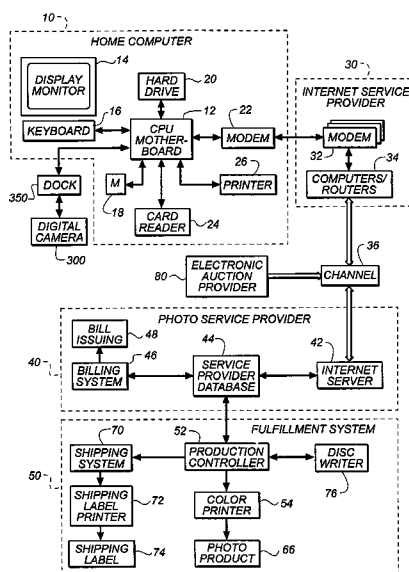 10
HOME COMPUTER
14
DISPLAY
MONITOR
20
HARD
DRIVE
16
KEYBOARD
12
CPU
MOTHER-
BOARD
22
MODEM
26
PRINTER
M
18
CARD
READER
24
350
DOCK
DIGITAL
CAMERA
300
30
INTERNET SERVICE
PROVIDER
MODEM
32
34
COMPUTERS/
ROUTERS
36
CHANNEL
80
ELECTRONIC
AUCTION
PROVIDER
PHOTO SERVICE PROVIDER
40
BILL
ISSUING
48
46
BILLING
SYSTEM
44
SERVICE
PROVIDER
DATABASE
42
INTERNET
SERVER
FULFILLMENT SYSTEM
50
70
SHIPPING
SYSTEM
52
PRODUCTION
CONTROLLER
DISC
WRITER
76
SHIPPING
LABEL
PRINTER
72
COLOR
PRINTER
54
SHIPPING
LABEL
74
PHOTO
PRODUCT
66